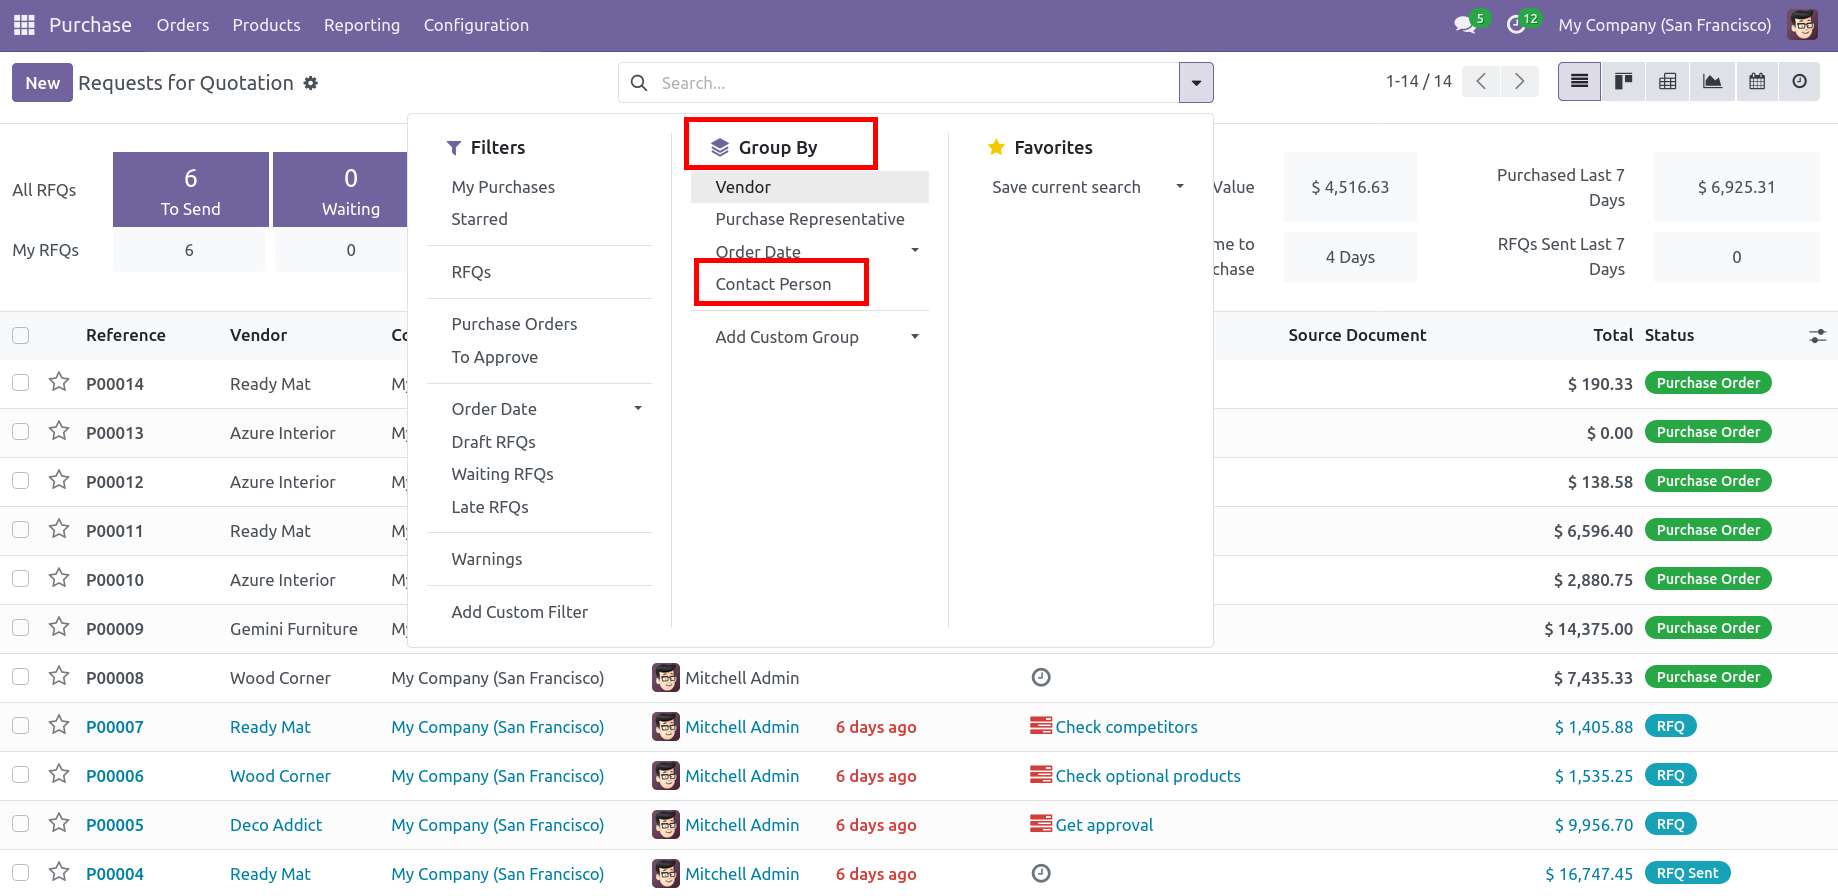 Purchase Orders Products Reporting Configuration 5 12 My Company (San Francisco)
New Requests for Quotation Search... 1-14 / 14
Filters
My Purchases
Starred
RFQs
Purchase Orders
To Approve
Order Date
Draft RFQs
Waiting RFQs
Late RFQs
Warnings
Add Custom Filter
Group By
Vendor
Purchase Representative
Order Date
Contact Person
Add Custom Group
Favorites
Save current search
All RFQs 6 To Send 0 Waiting
My RFQs 6 0
Value $ 4,516.63 Purchased Last 7 Days $ 6,925.31
me to
chase 4 Days RFQs Sent Last 7 Days 0
Reference Vendor Co Source Document Total Status
P00014 Ready Mat My $ 190.33 Purchase Order
P00013 Azure Interior My $ 0.00 Purchase Order
P00012 Azure Interior My $ 138.58 Purchase Order
P00011 Ready Mat My $ 6,596.40 Purchase Order
P00010 Azure Interior My $ 2,880.75 Purchase Order
P00009 Gemini Furniture My $ 14,375.00 Purchase Order
P00008 Wood Corner My Company (San Francisco) Mitchell Admin $ 7,435.33 Purchase Order
P00007 Ready Mat My Company (San Francisco) Mitchell Admin 6 days ago Check competitors $ 1,405.88 RFQ
P00006 Wood Corner My Company (San Francisco) Mitchell Admin 6 days ago Check optional products $ 1,535.25 RFQ
P00005 Deco Addict My Company (San Francisco) Mitchell Admin 6 days ago Get approval $ 9,956.70 RFQ
P00004 Ready Mat My Company (San Francisco) Mitchell Admin 6 days ago $ 16,747.45 RFQ Sent